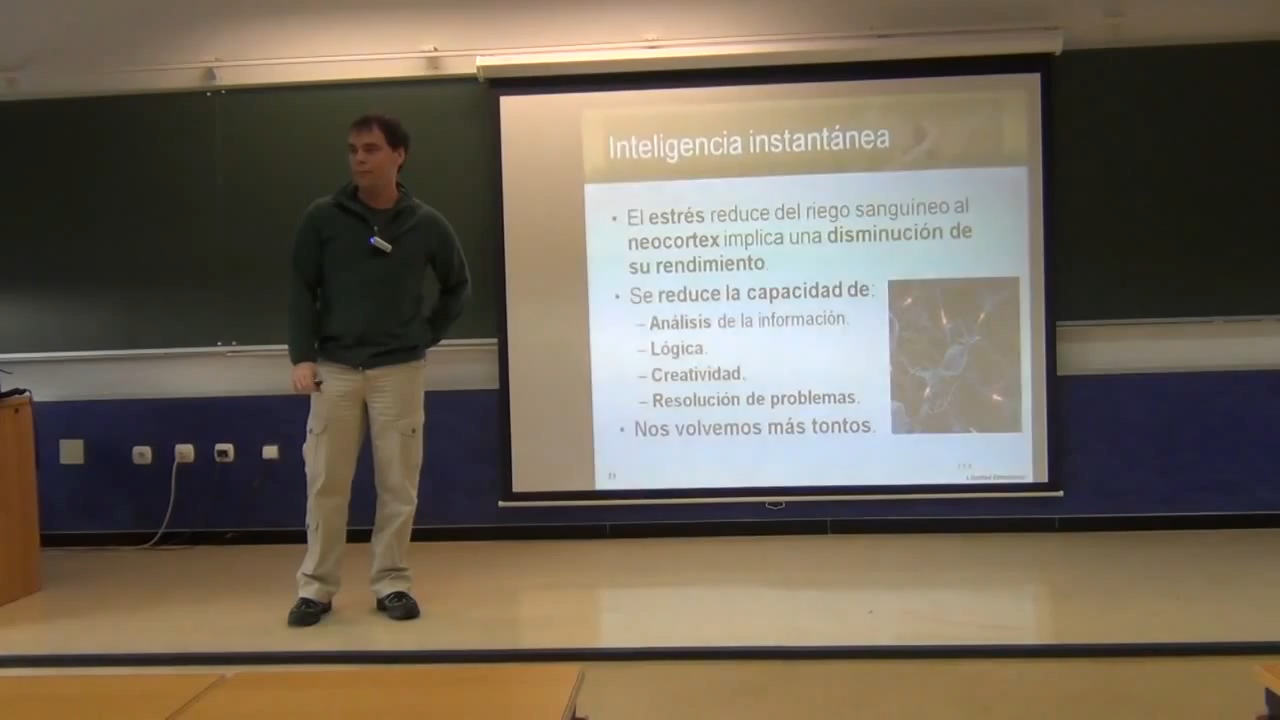 Inteligencia instantánea
• El estrés reduce del riego sanguíneo al
neocortex implica una disminución de
su rendimiento.
• Se reduce la capacidad de:
– Análisis de la información.
– Lógica.
– Creatividad.
– Resolución de problemas.
• Nos volvemos más tontos.